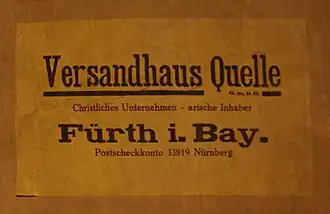 Versandhaus Quelle
G.m.b.H.
Christliches Unternehmen - arische Inhaber
Fürth i. Bay.
Postscheckkonto 33819 Nürnberg